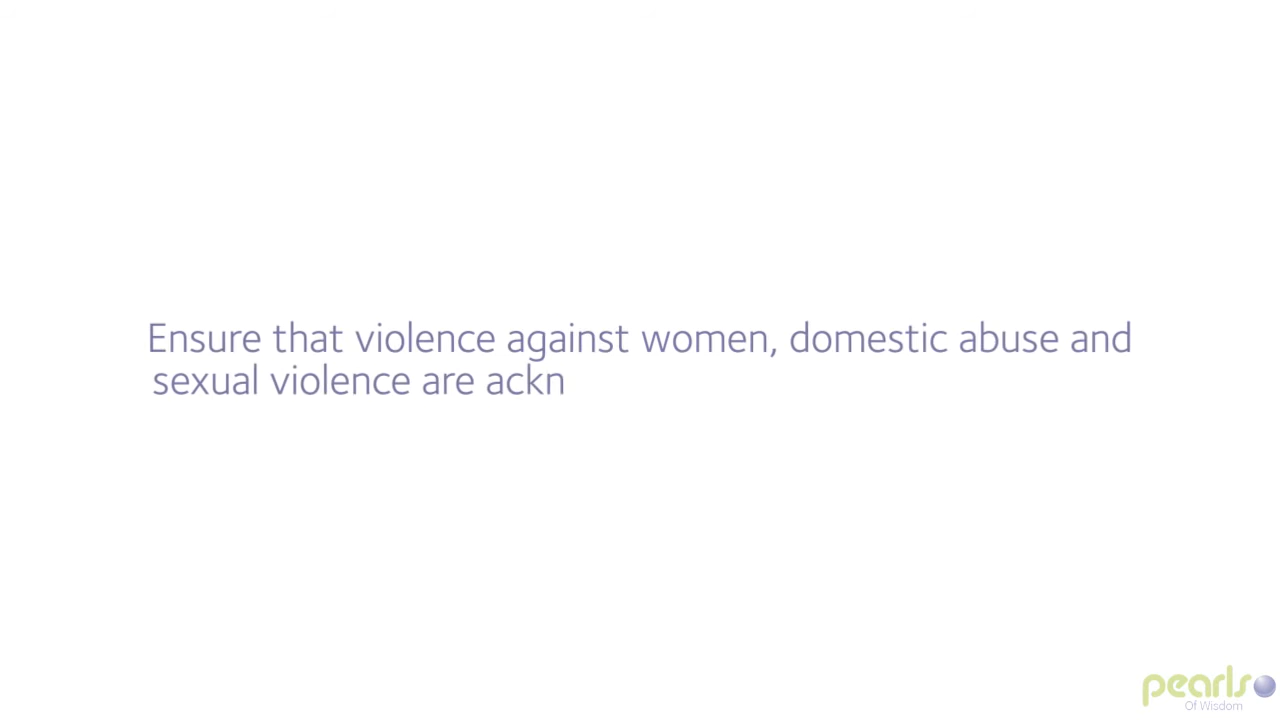 Ensure that violence against women, domestic abuse and
sexual violence are ackn
pearls
Of Wisdom